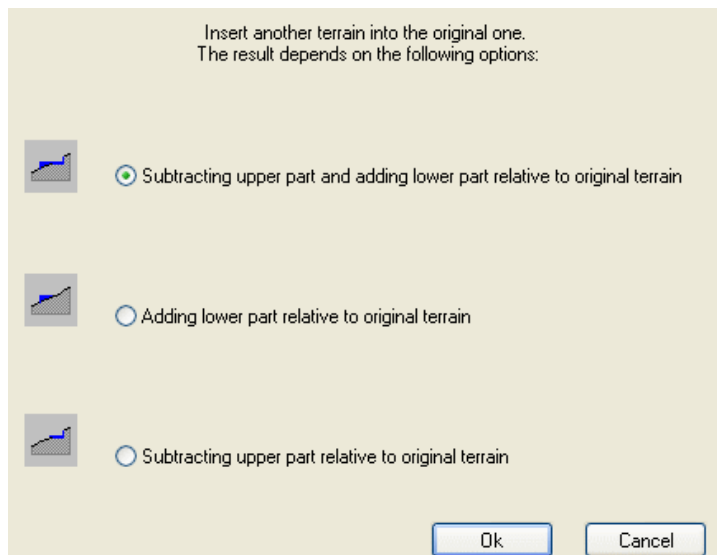 Insert another terrain into the original one.
The result depends on the following options:
Subtracting upper part and adding lower part relative to original terrain
Adding lower part relative to original terrain
Subtracting upper part relative to original terrain
Ok
Cancel